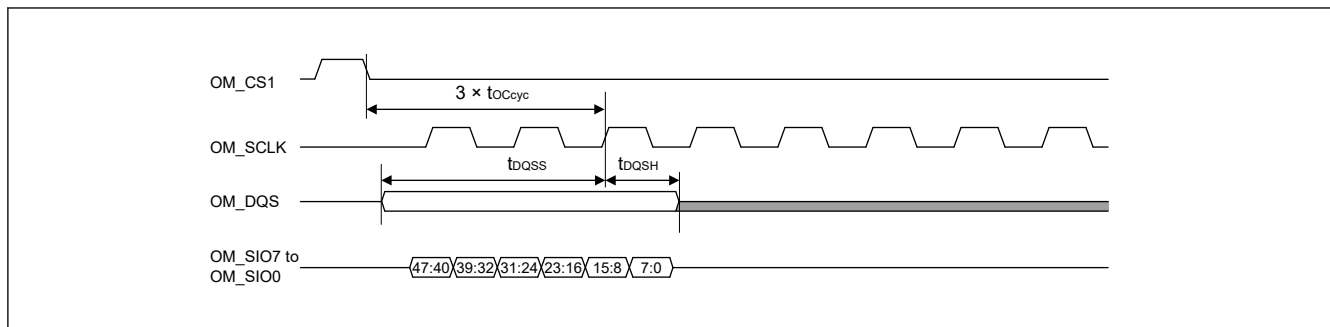 OM_CS1
3 × tOCcyc
OM_SCLK
tDQSS
tDQSH
OM_DQS
OM_SIO7 to
OM_SIO0
47:40 39:32 31:24 23:16 15:8 7:0